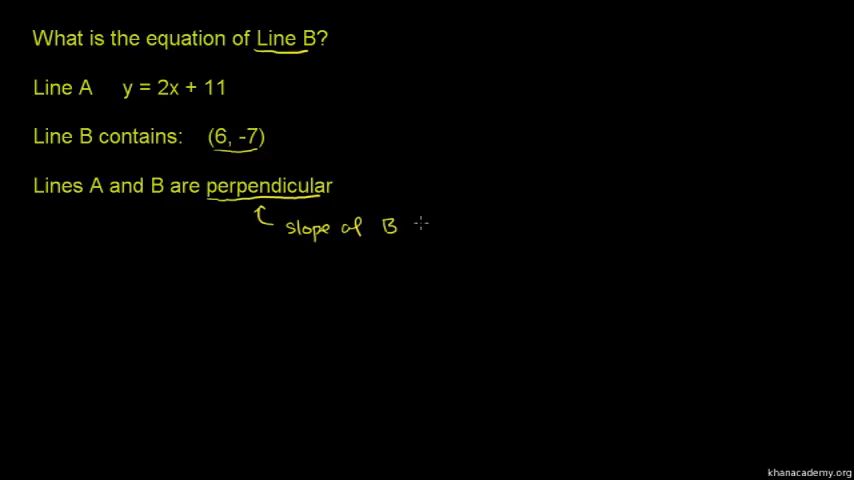 What is the equation of Line B?
Line A y = 2x + 11
Line B contains: (6, -7)
Lines A and B are perpendicular
slope of B
khanacademy.org